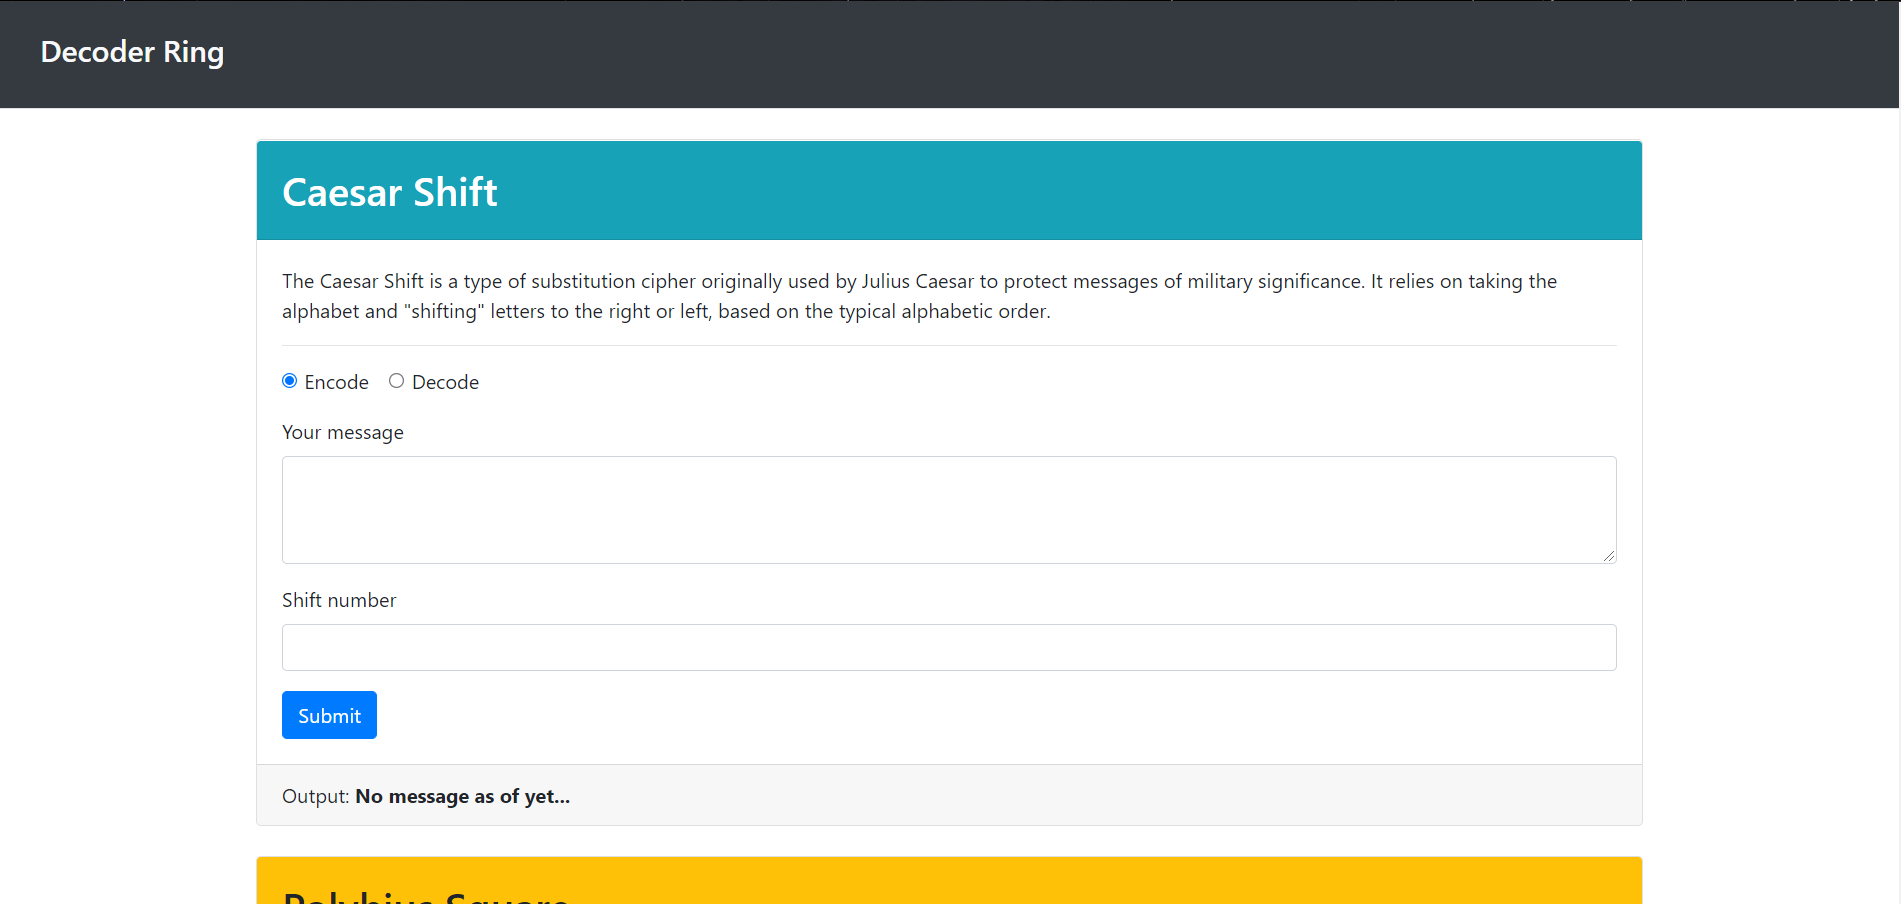 Decoder Ring
Caesar Shift
The Caesar Shift is a type of substitution cipher originally used by Julius Caesar to protect messages of military significance. It relies on taking the
alphabet and "shifting" letters to the right or left, based on the typical alphabetic order.
Encode Decode
Your message
Shift number
Submit
Output: No message as of yet...
Polybius Square